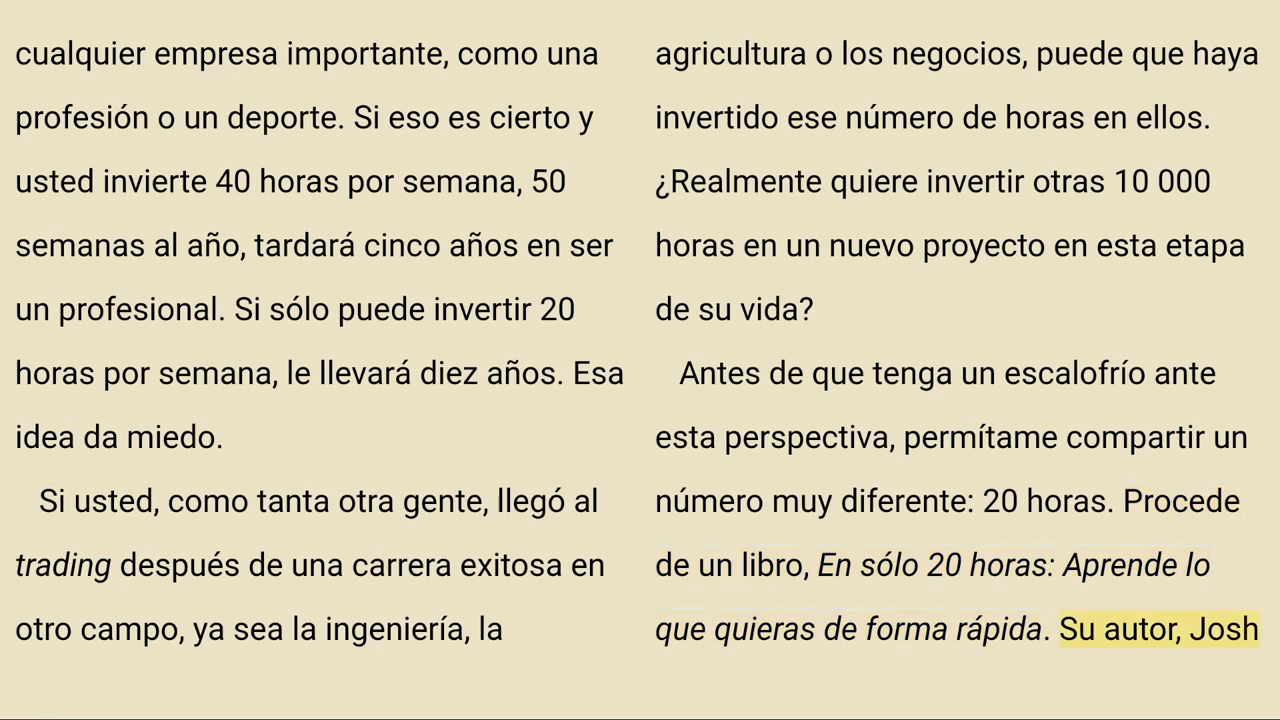 cualquier empresa importante, como una
profesión o un deporte. Si eso es cierto y
usted invierte 40 horas por semana, 50
semanas al año, tardará cinco años en ser
un profesional. Si sólo puede invertir 20
horas por semana, le llevará diez años. Esa
idea da miedo.
Si usted, como tanta otra gente, llegó al
trading después de una carrera exitosa en
otro campo, ya sea la ingeniería, la
agricultura o los negocios, puede que haya
invertido ese número de horas en ellos.
¿Realmente quiere invertir otras 10 000
horas en un nuevo proyecto en esta etapa
de su vida?
Antes de que tenga un escalofrío ante
esta perspectiva, permítame compartir un
número muy diferente: 20 horas. Procede
de un libro, En sólo 20 horas: Aprende lo
que quieras de forma rápida. Su autor, Josh